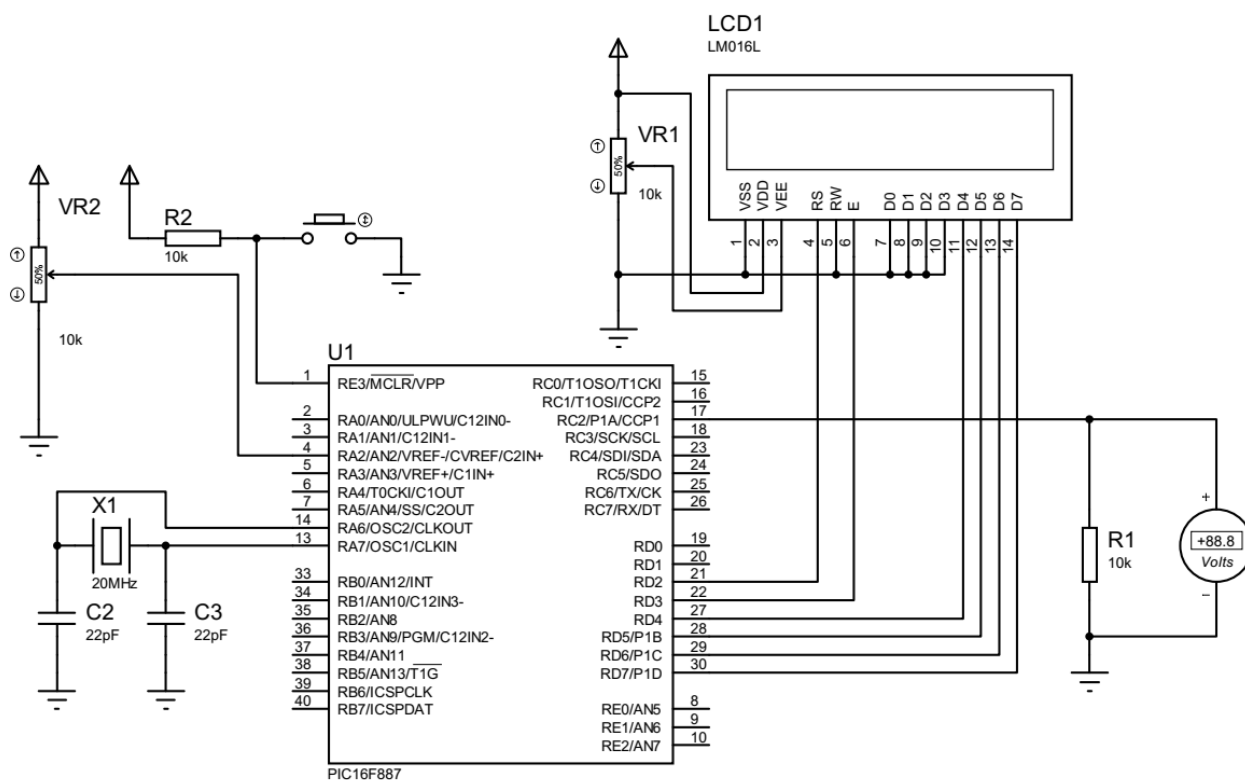 LCD1
LM016L
VR1
50%
10k
VSS
VDD
VEE
RS
RW
E
D0
D1
D2
D3
D4
D5
D6
D7
1
2
3
4
5
6
7
8
9
10
11
12
13
14
VR2
50%
10k
R2
10k
U1
1 RE3/MCLR/VPP
2 RA0/AN0/ULPWU/C12IN0-
3 RA1/AN1/C12IN1-
4 RA2/AN2/VREF-/CVREF/C2IN+
5 RA3/AN3/VREF+/C1IN+
6 RA4/T0CKI/C1OUT
7 RA5/AN4/SS/C2OUT
14 RA6/OSC2/CLKOUT
13 RA7/OSC1/CLKIN
33 RB0/AN12/INT
34 RB1/AN10/C12IN3-
35 RB2/AN8
36 RB3/AN9/PGM/C12IN2-
37 RB4/AN11
38 RB5/AN13/T1G
39 RB6/ICSPCLK
40 RB7/ICSPDAT
RC0/T1OSO/T1CKI 15
RC1/T1OSI/CCP2 16
RC2/P1A/CCP1 17
RC3/SCK/SCL 18
RC4/SDI/SDA 23
RC5/SDO 24
RC6/TX/CK 25
RC7/RX/DT 26
RD0 19
RD1 20
RD2 21
RD3 22
RD4 27
RD5/P1B 28
RD6/P1C 29
RD7/P1D 30
RE0/AN5 8
RE1/AN6 9
RE2/AN7 10
PIC16F887
X1
20MHz
C2
22pF
C3
22pF
R1
10k
+
+88.8
Volts
−